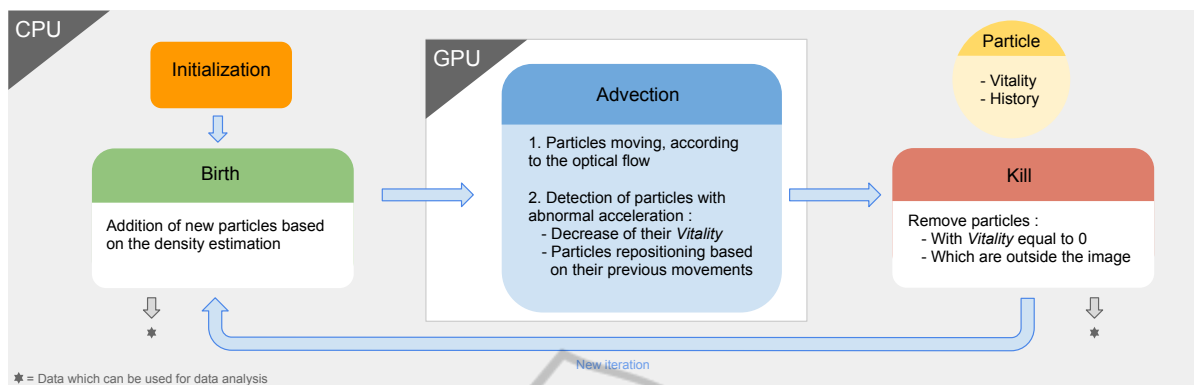 CPU
Initialization
Birth
Addition of new particles based
on the density estimation
GPU
Advection
1. Particles moving, according
to the optical flow
2. Detection of particles with
abnormal acceleration :
- Decrease of their Vitality
- Particles repositioning based
on their previous movements
Particle
- Vitality
- History
Kill
Remove particles :
- With Vitality equal to 0
- Which are outside the image
New iteration
✷ = Data which can be used for data analysis